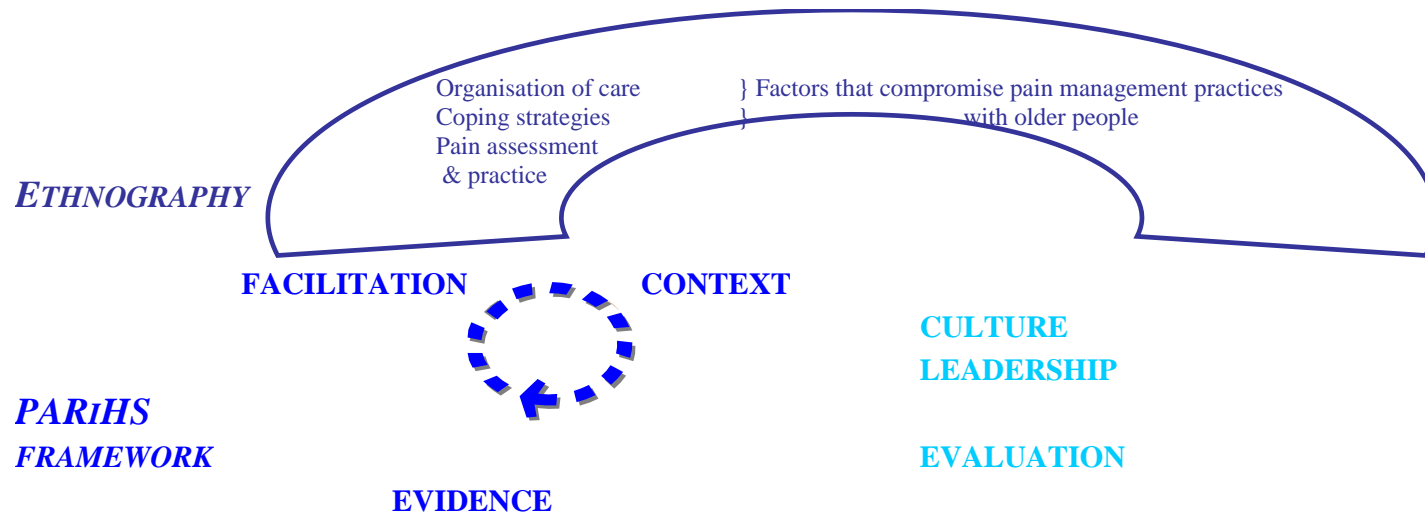 Organisation of care } Factors that compromise pain management practices
Coping strategies } with older people
Pain assessment
& practice
ETHNOGRAPHY
FACILITATION CONTEXT
CULTURE
LEADERSHIP
PARIHS
FRAMEWORK EVALUATION
EVIDENCE